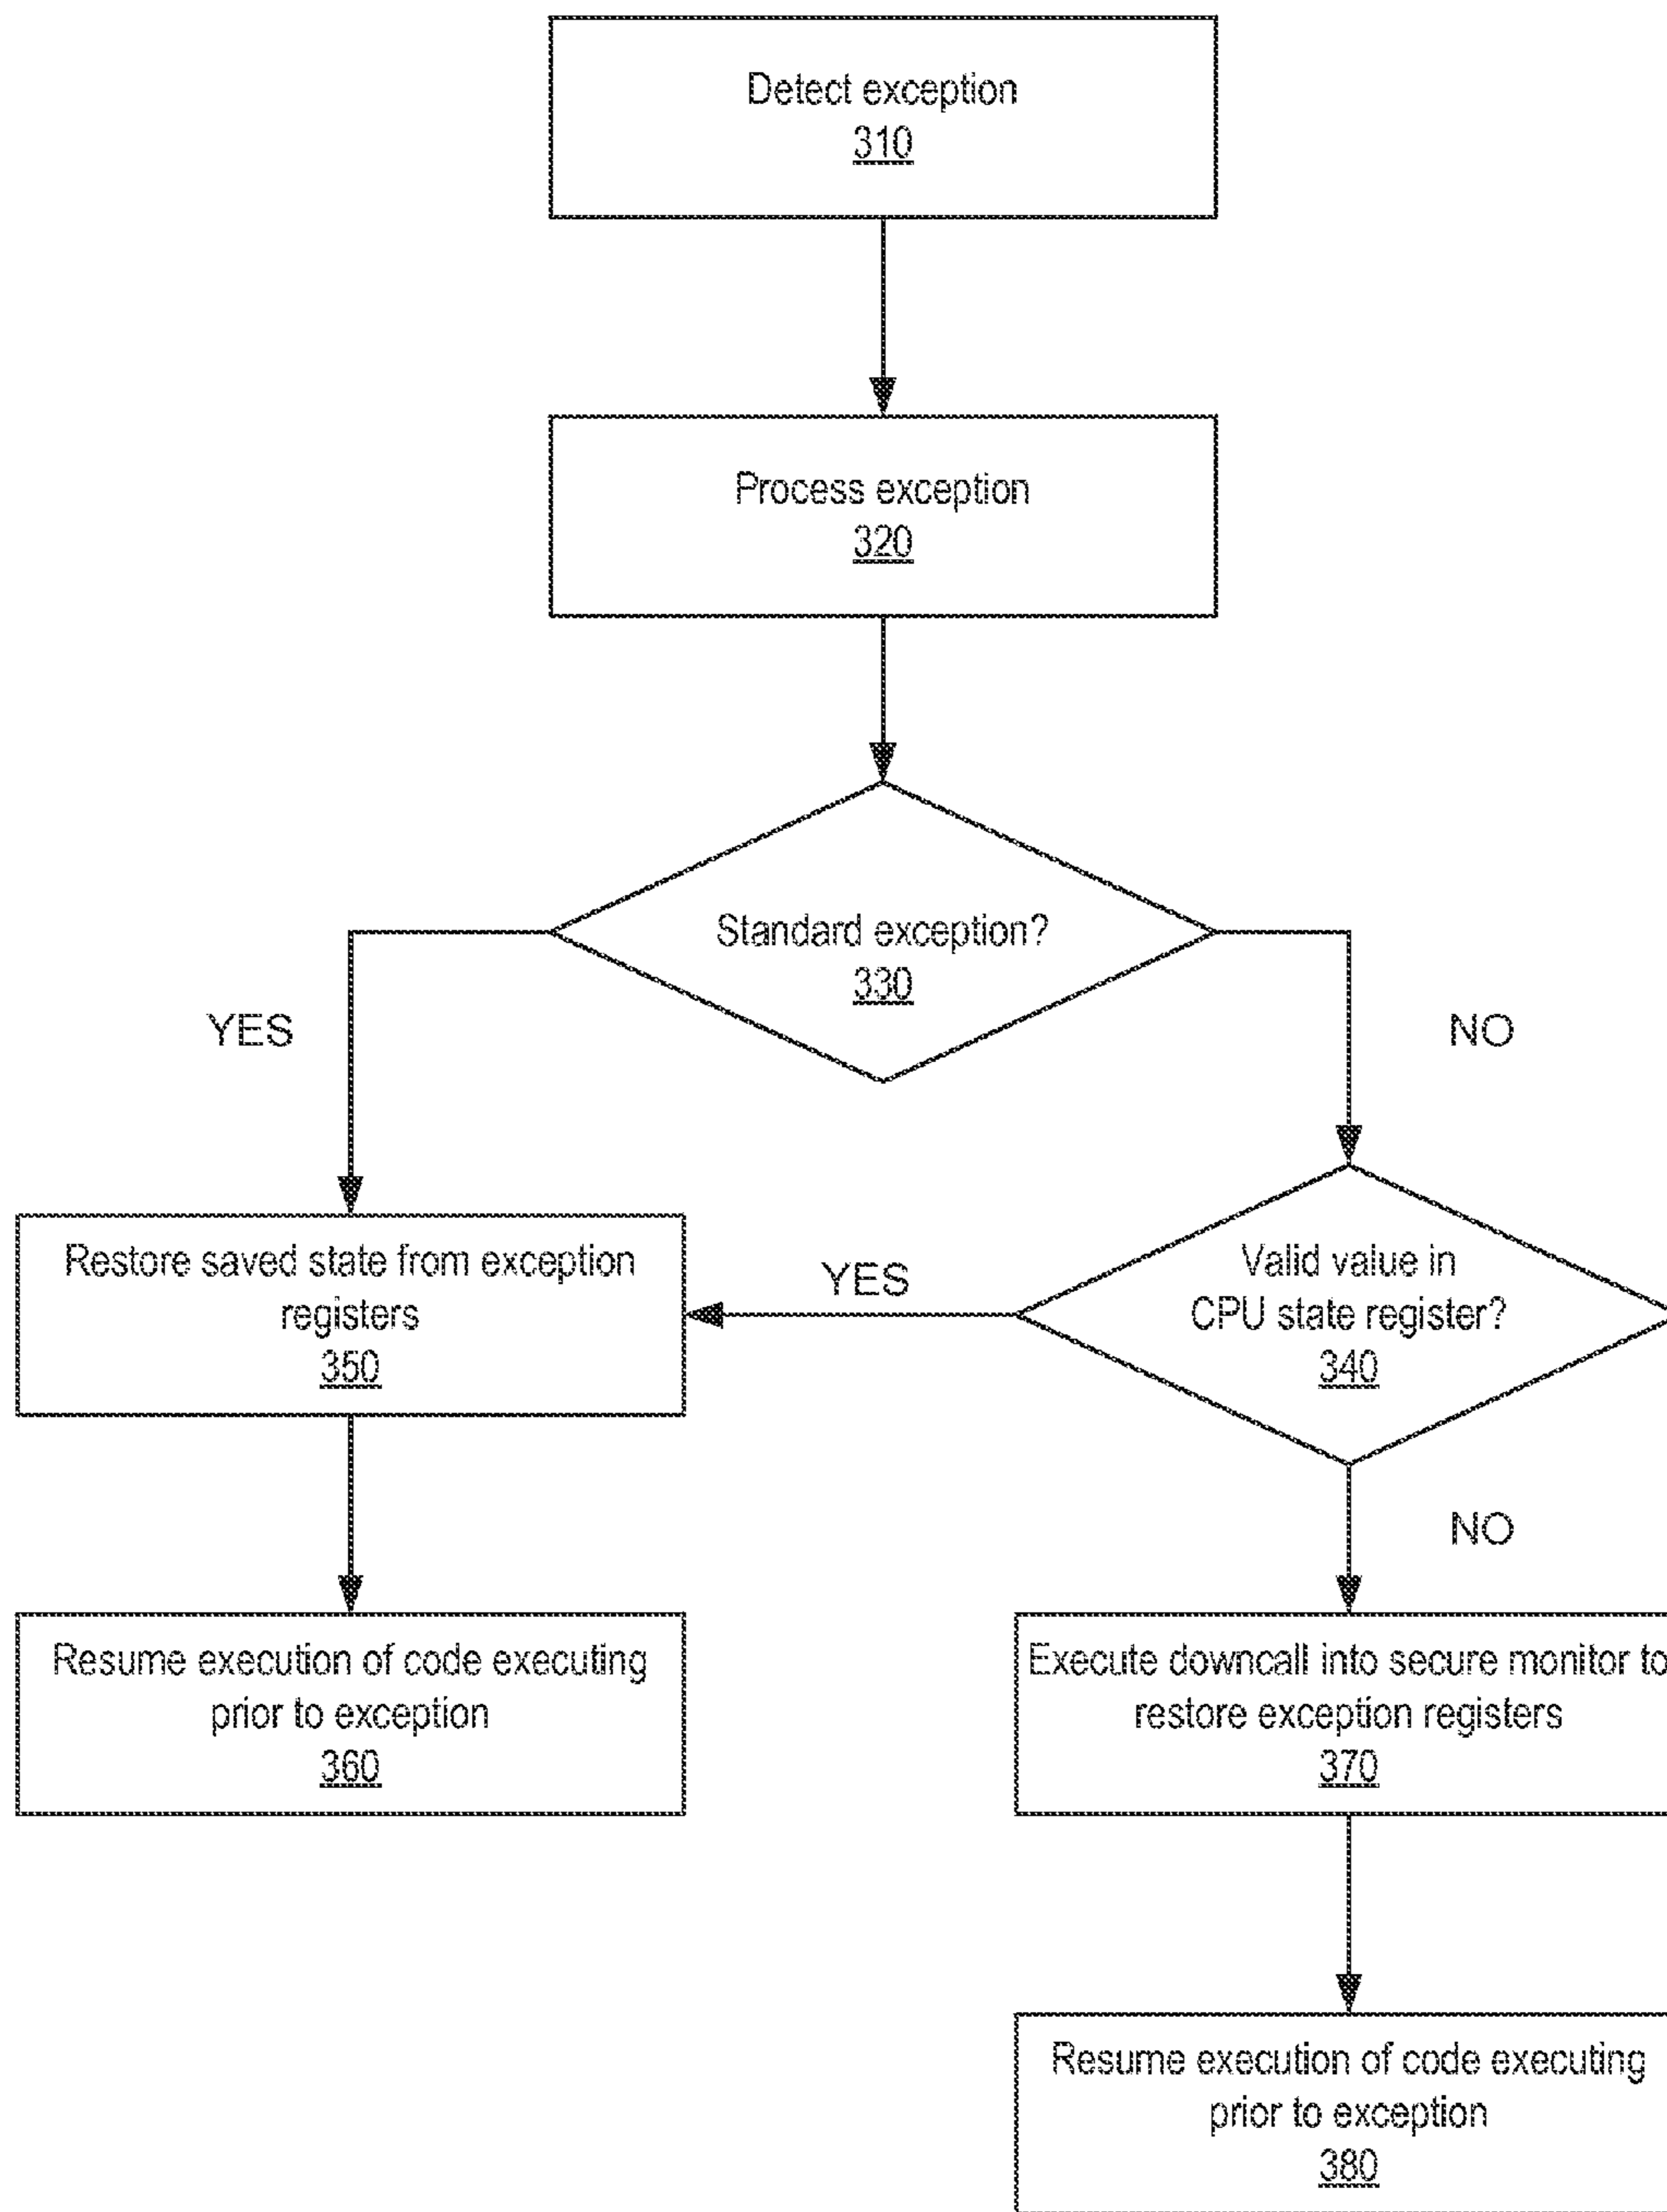 Detect exception
310
Process exception
320
Standard exception?
330
YES
NO
Restore saved state from exception
registers
350
YES
Valid value in
CPU state register?
340
NO
Resume execution of code executing
prior to exception
360
Execute downcall into secure monitor to
restore exception registers
370
Resume execution of code executing
prior to exception
380